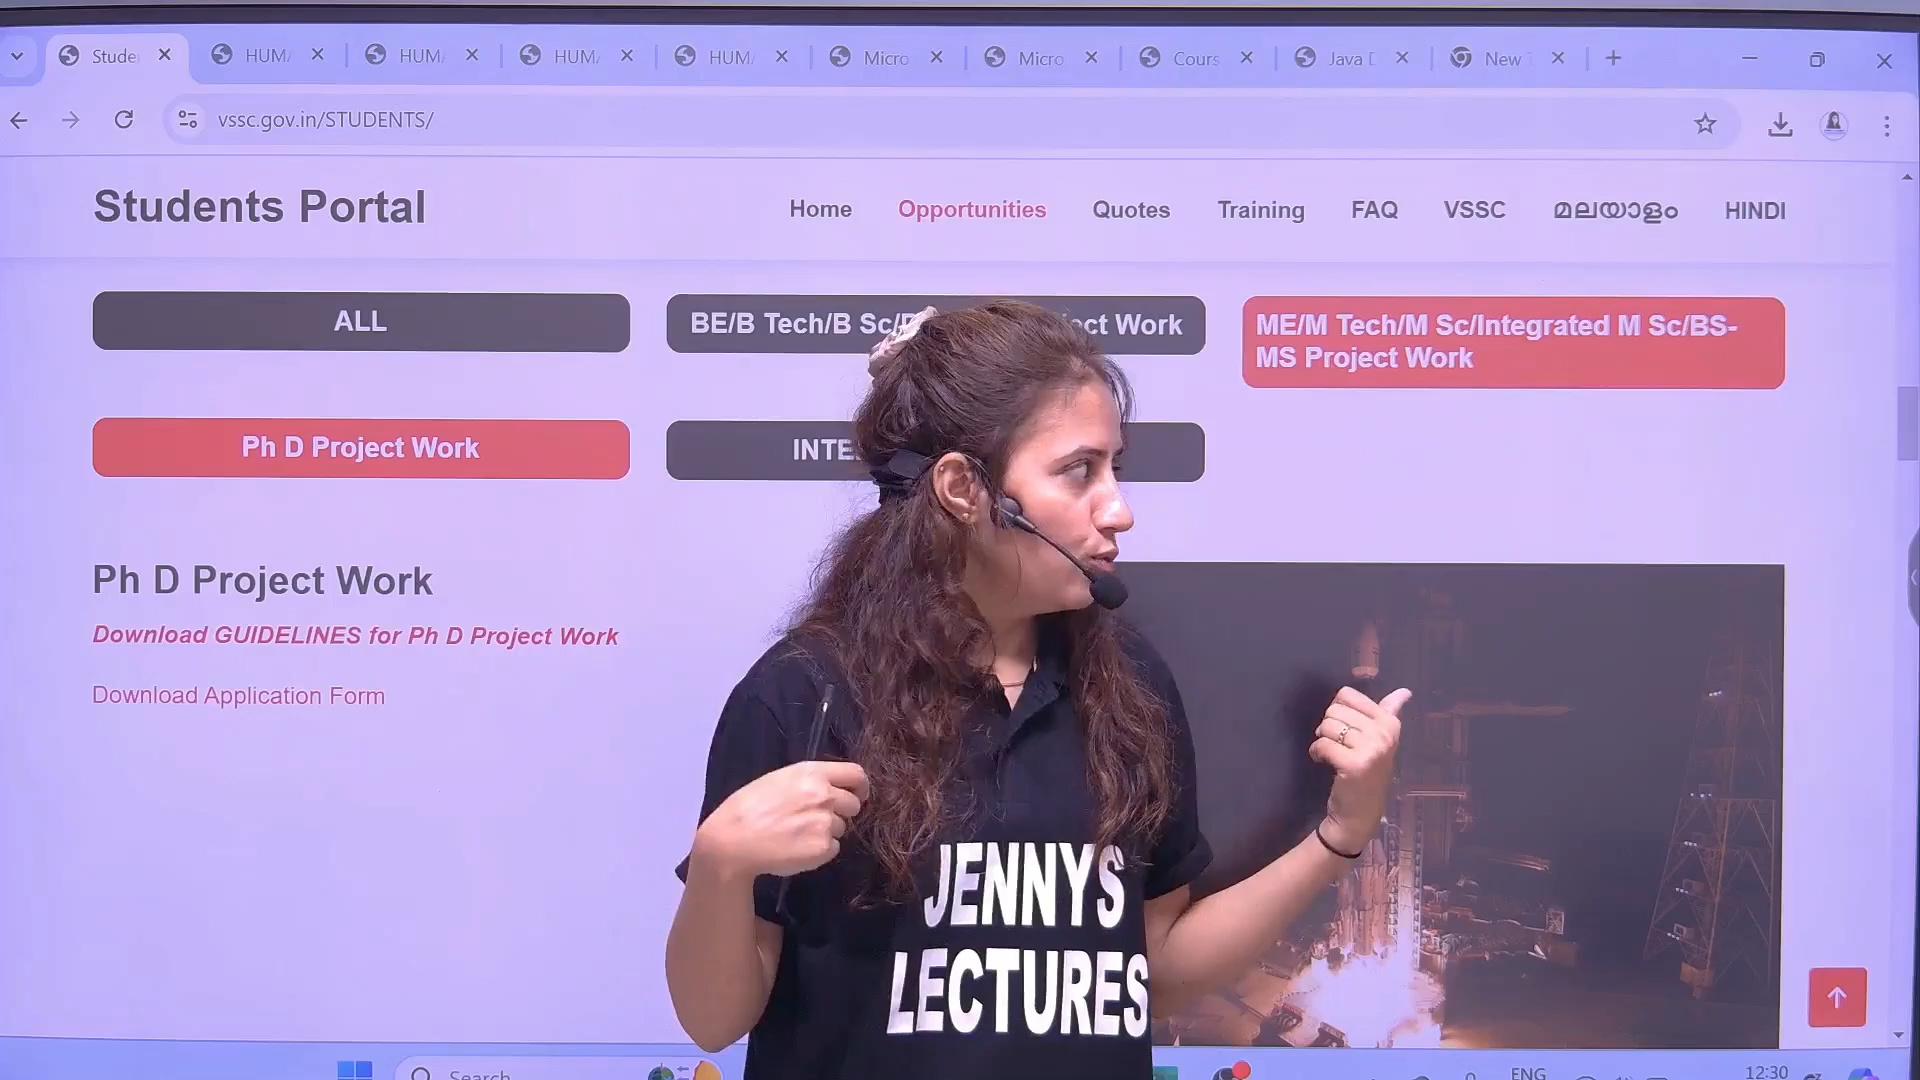 Stude
HUM
HUM
HUM
HUM
Micro
Micro
Cours
Java D
New T
vssc.gov.in/STUDENTS/
Students Portal
Home
Opportunities
Quotes
Training
FAQ
VSSC
മലയാളം
HINDI
ALL
BE/B Tech/B Sc/ ct Work
ME/M Tech/M Sc/Integrated M Sc/BS-
MS Project Work
Ph D Project Work
INTE
Ph D Project Work
Download GUIDELINES for Ph D Project Work
Download Application Form
JENNYS
LECTURES
Search
ENG
12:30